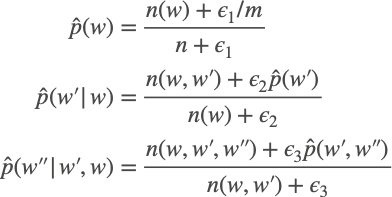 p̂(w) = (n(w) + ϵ₁/m) / (n + ϵ₁)
p̂(w′| w) = (n(w, w′) + ϵ₂p̂(w′)) / (n(w) + ϵ₂)
p̂(w″| w′, w) = (n(w, w′, w″) + ϵ₃p̂(w′, w″)) / (n(w, w′) + ϵ₃)